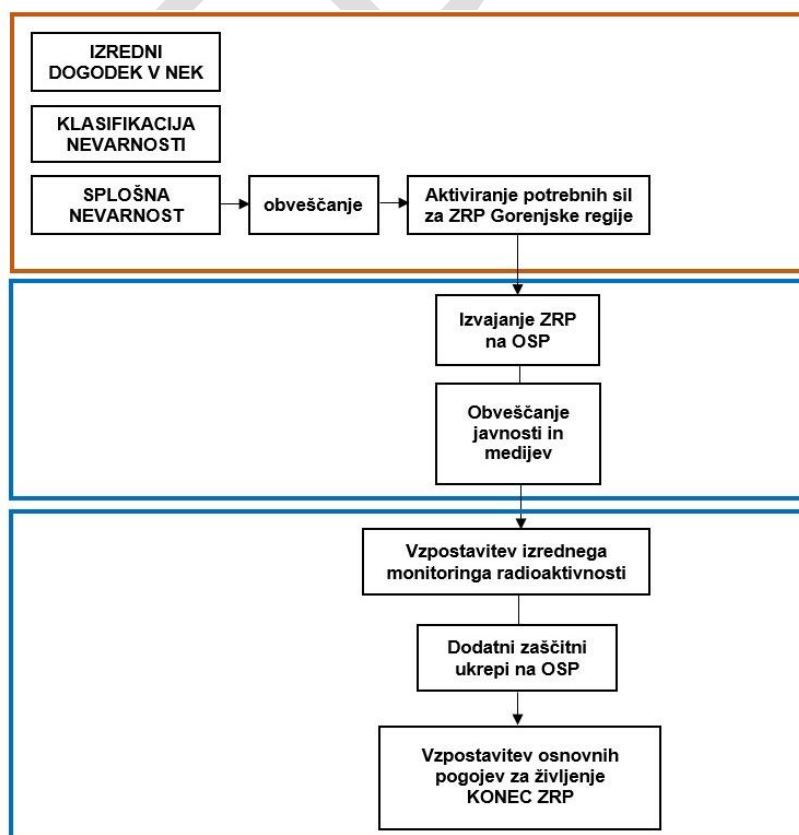 IZREDNI
DOGODEK V NEK
KLASIFIKACIJA
NEVARNOSTI
SPLOŠNA
NEVARNOST
obveščanje
Aktiviranje potrebnih sil
za ZRP Gorenjske regije
Izvajanje ZRP
na OSP
Obveščanje
javnosti in
medijev
Vzpostavitev izrednega
monitoringa radioaktivnosti
Dodatni zaščitni
ukrepi na OSP
Vzpostavitev osnovnih
pogojev za življenje
KONEC ZRP